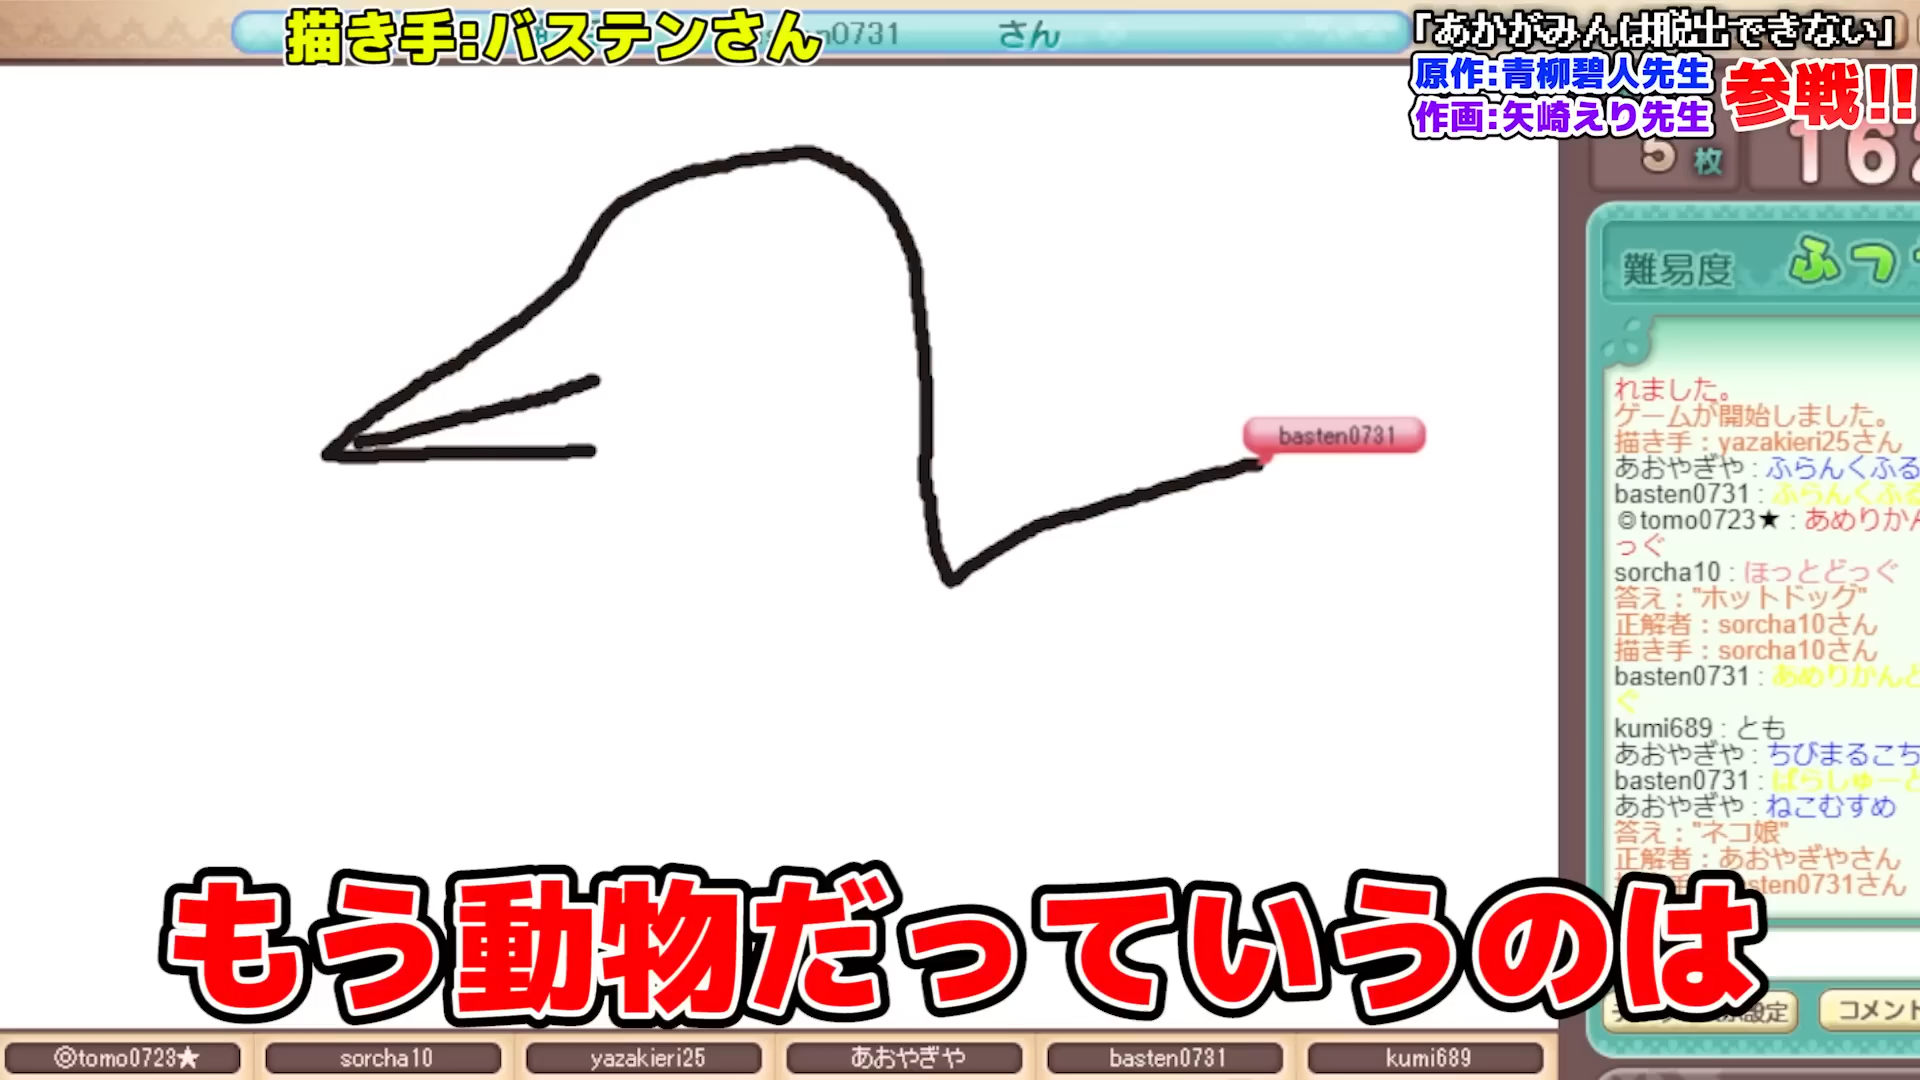 描き手:バステンさん
n0731 さん
「あかがみんは脱出できない」
原作:青柳碧人先生
作画:矢崎えり先生
参戦!!
5 枚
162
難易度 ふつ
basten0731
れました。
ゲームが開始しました。
描き手:yazakieri25さん
あおやぎや:ふらんくふる
basten0731:ふらんくふる
◎tomo0723★:あめりかん
っぐ
sorcha10:ほっとどっぐ
答え:"ホットドッグ"
正解者:sorcha10さん
描き手:sorcha10さん
basten0731:あめりかんど
ぐ
kumi689:とも
あおやぎや:ちびまるこち
basten0731:ぱらしゅーと
あおやぎや:ねこむすめ
答え:"ネコ娘"
正解者:あおやぎやさん
sten0731さん
もう動物だっていうのは
設定
コメント
◎tomo0723★
sorcha10
yazakieri25
あおやぎや
basten0731
kumi689